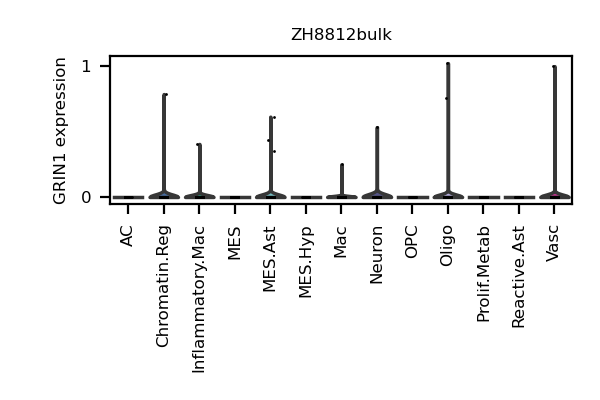 ZH8812bulk
GRIN1 expression
1
0
AC
Chromatin.Reg
Inflammatory.Mac
MES
MES.Ast
MES.Hyp
Mac
Neuron
OPC
Oligo
Prolif.Metab
Reactive.Ast
Vasc